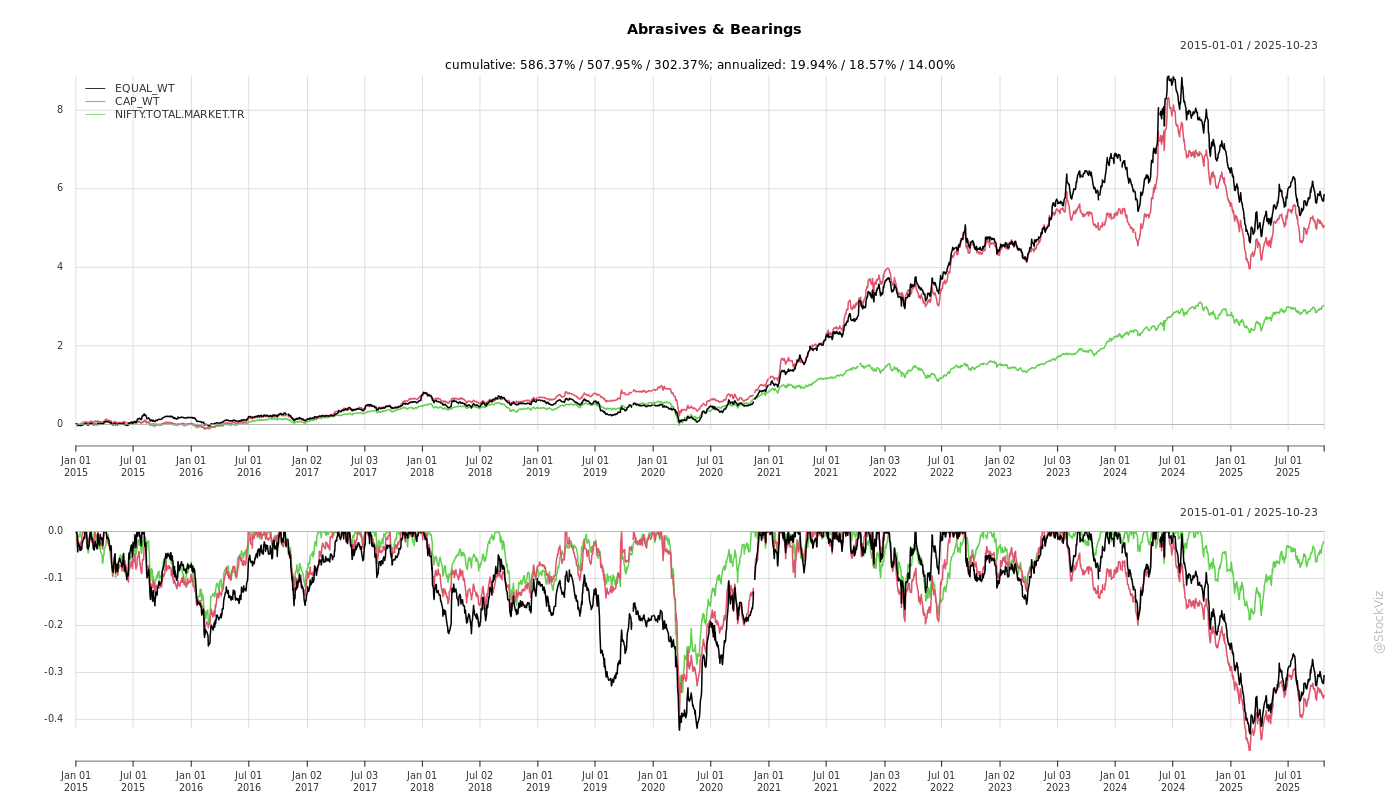 Abrasives & Bearings
2015-01-01 / 2025-10-23
cumulative: 586.37% / 507.95% / 302.37%; annualized: 19.94% / 18.57% / 14.00%
EQUAL_WT
CAP_WT
NIFTY.TOTAL.MARKET.TR
8
6
4
2
0
Jan 01 Jul 01 Jan 01 Jul 01 Jan 02 Jul 03 Jan 01 Jul 02 Jan 01 Jul 01 Jan 01 Jul 01 Jan 01 Jul 01 Jan 03 Jul 01 Jan 02 Jul 03 Jan 01 Jul 01 Jan 01 Jul 01
2015 2015 2016 2016 2017 2017 2018 2018 2019 2019 2020 2020 2021 2021 2022 2022 2023 2023 2024 2024 2025 2025
2015-01-01 / 2025-10-23
0.0
-0.1
-0.2
-0.3
-0.4
Jan 01 Jul 01 Jan 01 Jul 01 Jan 02 Jul 03 Jan 01 Jul 02 Jan 01 Jul 01 Jan 01 Jul 01 Jan 01 Jul 01 Jan 03 Jul 01 Jan 02 Jul 03 Jan 01 Jul 01 Jan 01 Jul 01
2015 2015 2016 2016 2017 2017 2018 2018 2019 2019 2020 2020 2021 2021 2022 2022 2023 2023 2024 2024 2025 2025
@StockViz